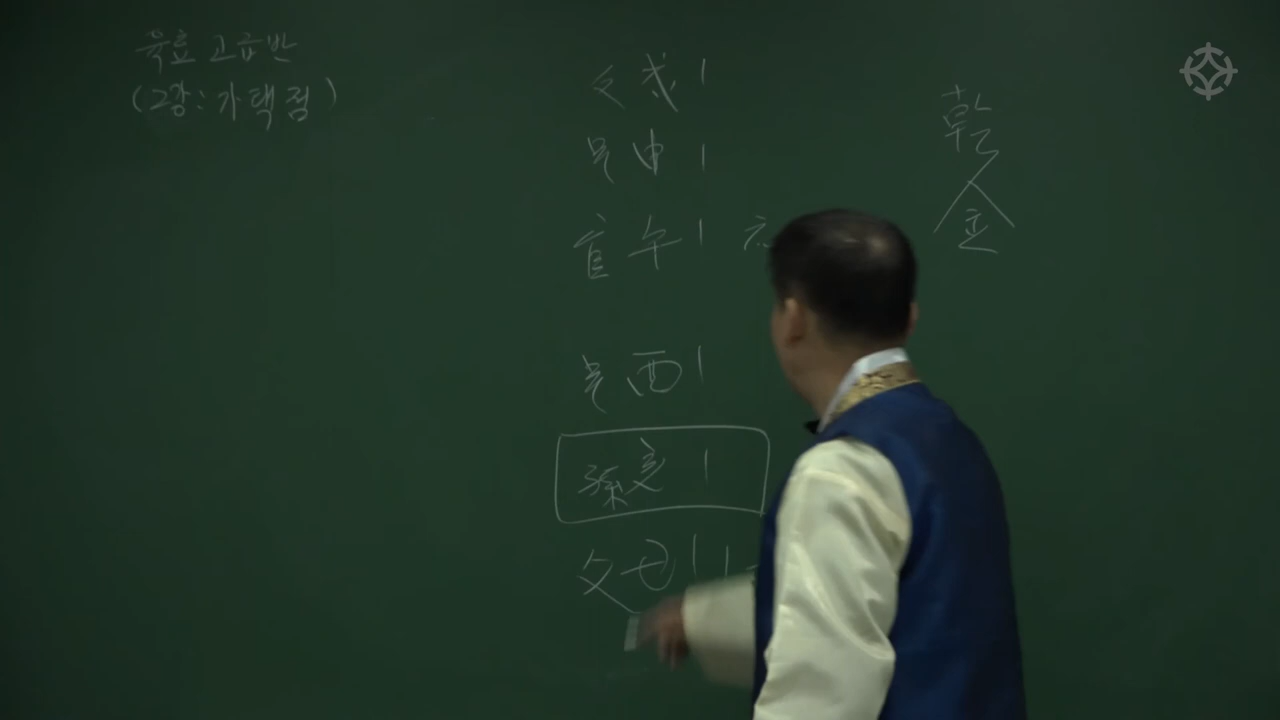 육효 고급반
(2강: 가택점)
父戌 l
兄申 l
官午 l
兄酉 l
孫亥 l
父丑 l l
乾
金